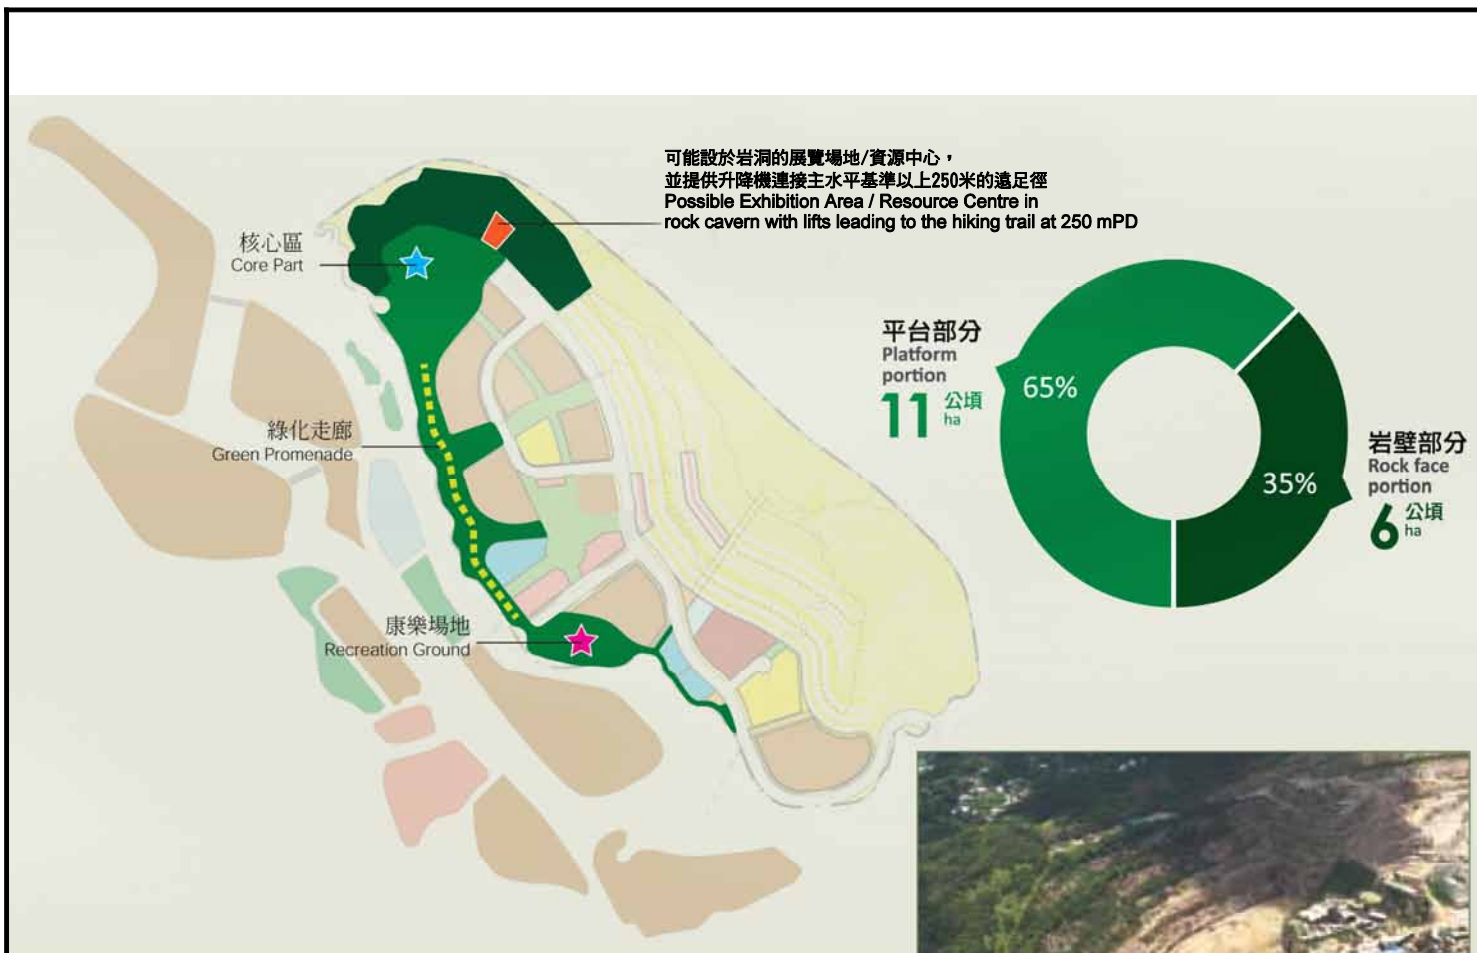 可能設於岩洞的展覽場地/資源中心，
並提供升降機連接主水平基準以上250米的遠足徑
Possible Exhibition Area / Resource Centre in
rock cavern with lifts leading to the hiking trail at 250 mPD
核心區
Core Part
綠化走廊
Green Promenade
康樂場地
Recreation Ground
平台部分
Platform
portion
11 公頃
ha
65%
35%
岩壁部分
Rock face
portion
6 公頃
ha